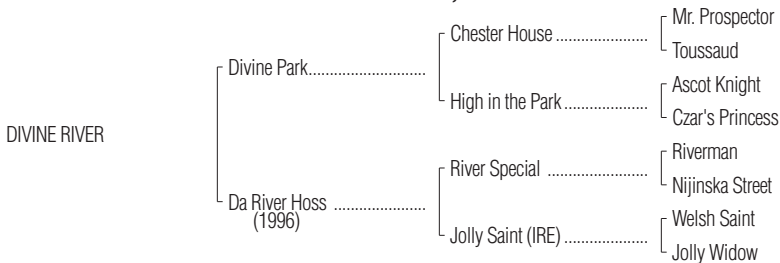 Mr. Prospector
Chester House ....................
Toussaud
Divine Park...........................
Ascot Knight
High in the Park ..................
Czar's Princess
DIVINE RIVER
Riverman
River Special ......................
Nijinska Street
Da River Hoss .....................
(1996)
Welsh Saint
Jolly Saint (IRE) ..................
Jolly Widow